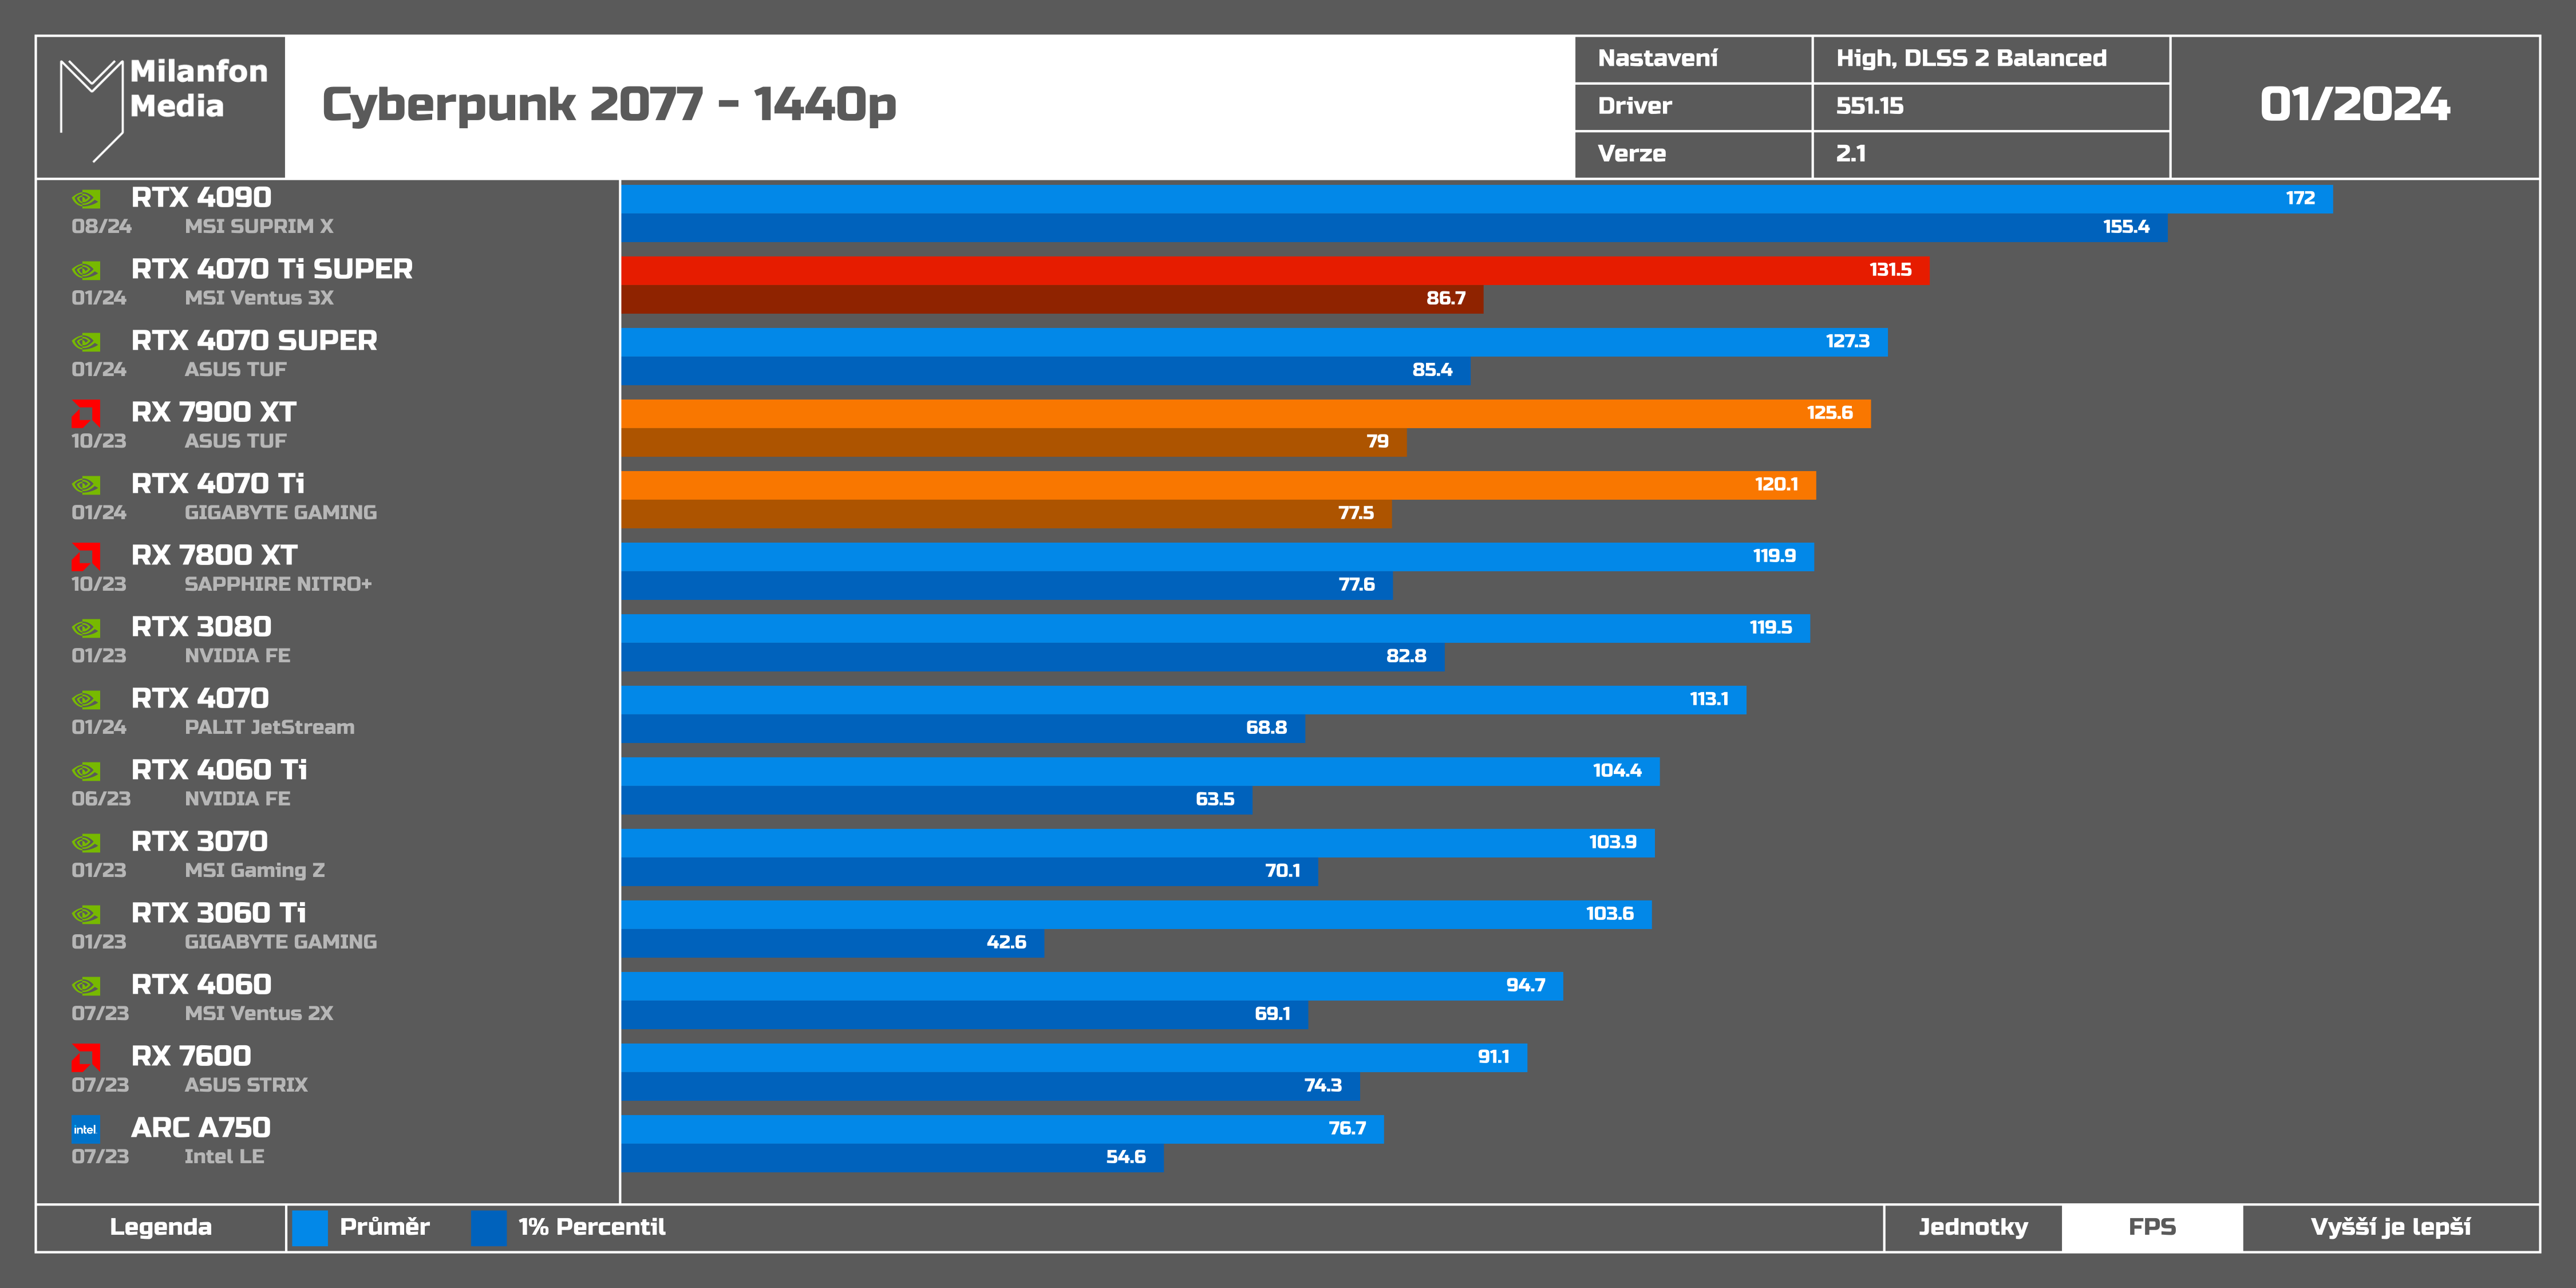 Milanfon
Media
Cyberpunk 2077 - 1440p
Nastavení High, DLSS 2 Balanced
Driver 551.15
Verze 2.1
01/2024
RTX 4090 172
08/24 MSI SUPRIM X 155.4
RTX 4070 Ti SUPER 131.5
01/24 MSI Ventus 3X 86.7
RTX 4070 SUPER 127.3
01/24 ASUS TUF 85.4
RX 7900 XT 125.6
10/23 ASUS TUF 79
RTX 4070 Ti 120.1
01/24 GIGABYTE GAMING 77.5
RX 7800 XT 119.9
10/23 SAPPHIRE NITRO+ 77.6
RTX 3080 119.5
01/23 NVIDIA FE 82.8
RTX 4070 113.1
01/24 PALIT JetStream 68.8
RTX 4060 Ti 104.4
06/23 NVIDIA FE 63.5
RTX 3070 103.9
01/23 MSI Gaming Z 70.1
RTX 3060 Ti 103.6
01/23 GIGABYTE GAMING 42.6
RTX 4060 94.7
07/23 MSI Ventus 2X 69.1
RX 7600 91.1
07/23 ASUS STRIX 74.3
intel ARC A750 76.7
07/23 Intel LE 54.6
Legenda Průměr 1% Percentil Jednotky FPS Vyšší je lepší